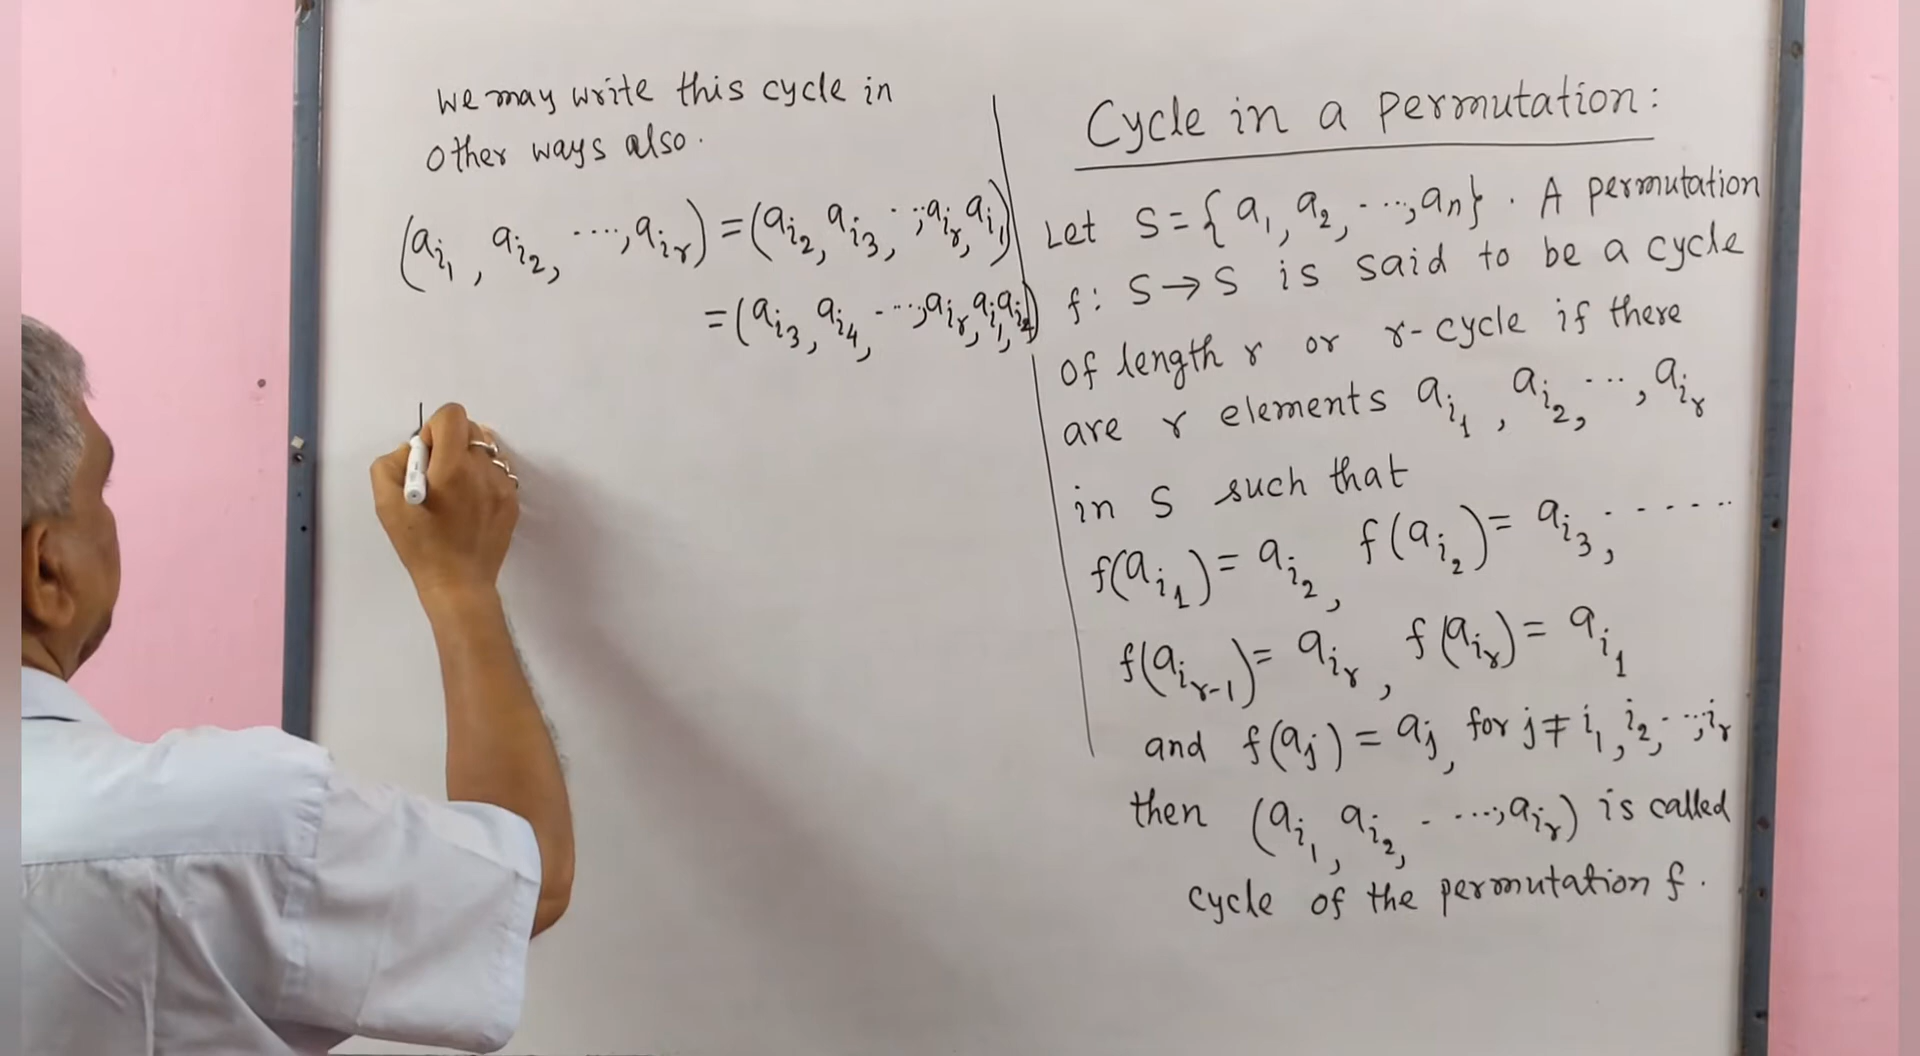 We may write this cycle in
other ways also.
(a_{i_1}, a_{i_2}, ...., a_{i_r}) = (a_{i_2}, a_{i_3}, ..., a_{i_r}, a_{i_1})
= (a_{i_3}, a_{i_4}, ...., a_{i_r}, a_{i_1}, a_{i_2})
Cycle in a permutation:
Let S = {a_1, a_2, ...., a_n}. A permutation
f: S → S is said to be a cycle
of length r or r-cycle if there
are r elements a_{i_1}, a_{i_2}, ..., a_{i_r}
in S such that
f(a_{i_1}) = a_{i_2}, f(a_{i_2}) = a_{i_3}, ......
f(a_{i_{r-1}}) = a_{i_r}, f(a_{i_r}) = a_{i_1}
and f(a_j) = a_j, for j ≠ i_1, i_2, ..., i_r
then (a_{i_1}, a_{i_2}, ....., a_{i_r}) is called
cycle of the permutation f.